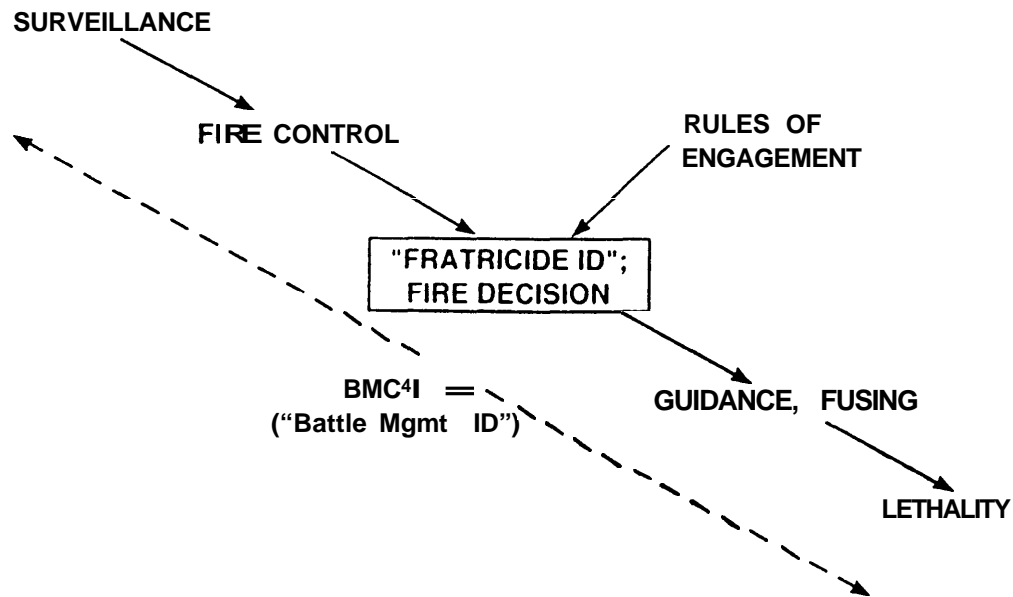 SURVEILLANCE
FIRE CONTROL
RULES OF
ENGAGEMENT
"FRATRICIDE ID";
FIRE DECISION
BMC⁴I =
(“Battle Mgmt ID”)
GUIDANCE, FUSING
LETHALITY